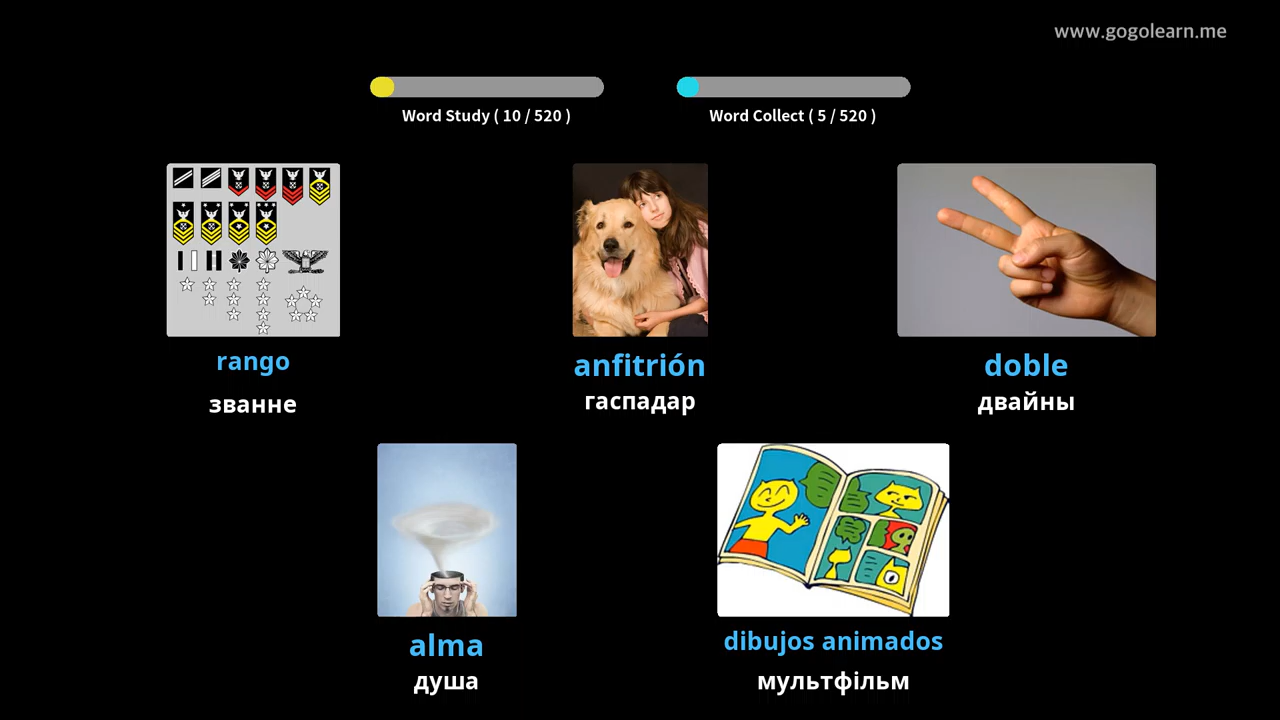 www.gogolearn.me
Word Study ( 10 / 520 )
Word Collect ( 5 / 520 )
rango
званне
anfitrión
гаспадар
doble
двайны
alma
душа
dibujos animados
мультфільм